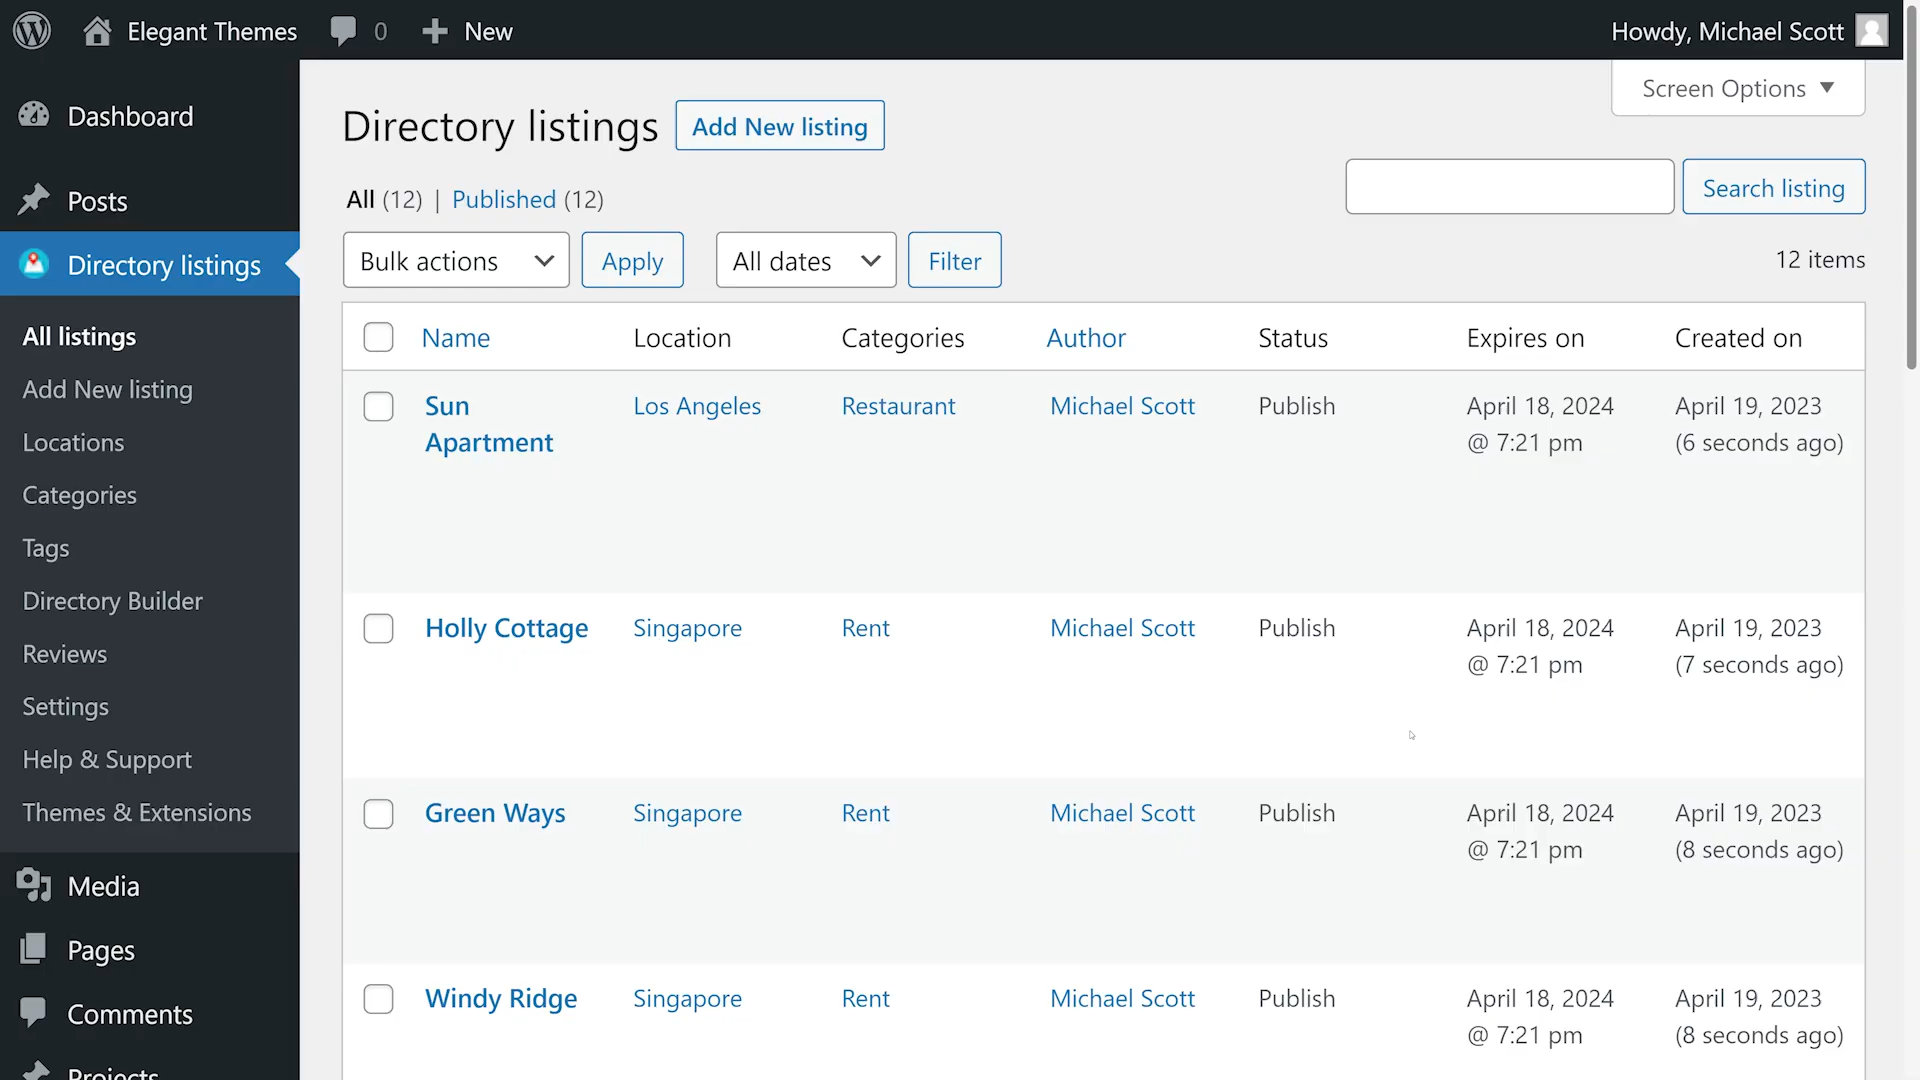 Elegant Themes 0 New Howdy, Michael Scott
Screen Options
Dashboard
Posts
Directory listings
All listings
Add New listing
Locations
Categories
Tags
Directory Builder
Reviews
Settings
Help & Support
Themes & Extensions
Media
Pages
Comments
Projects
Directory listings Add New listing
All (12) | Published (12)
Search listing
Bulk actions Apply All dates Filter 12 items
Name Location Categories Author Status Expires on Created on
Sun Los Angeles Restaurant Michael Scott Publish April 18, 2024 April 19, 2023
Apartment @ 7:21 pm (6 seconds ago)
Holly Cottage Singapore Rent Michael Scott Publish April 18, 2024 April 19, 2023
@ 7:21 pm (7 seconds ago)
Green Ways Singapore Rent Michael Scott Publish April 18, 2024 April 19, 2023
@ 7:21 pm (8 seconds ago)
Windy Ridge Singapore Rent Michael Scott Publish April 18, 2024 April 19, 2023
@ 7:21 pm (8 seconds ago)